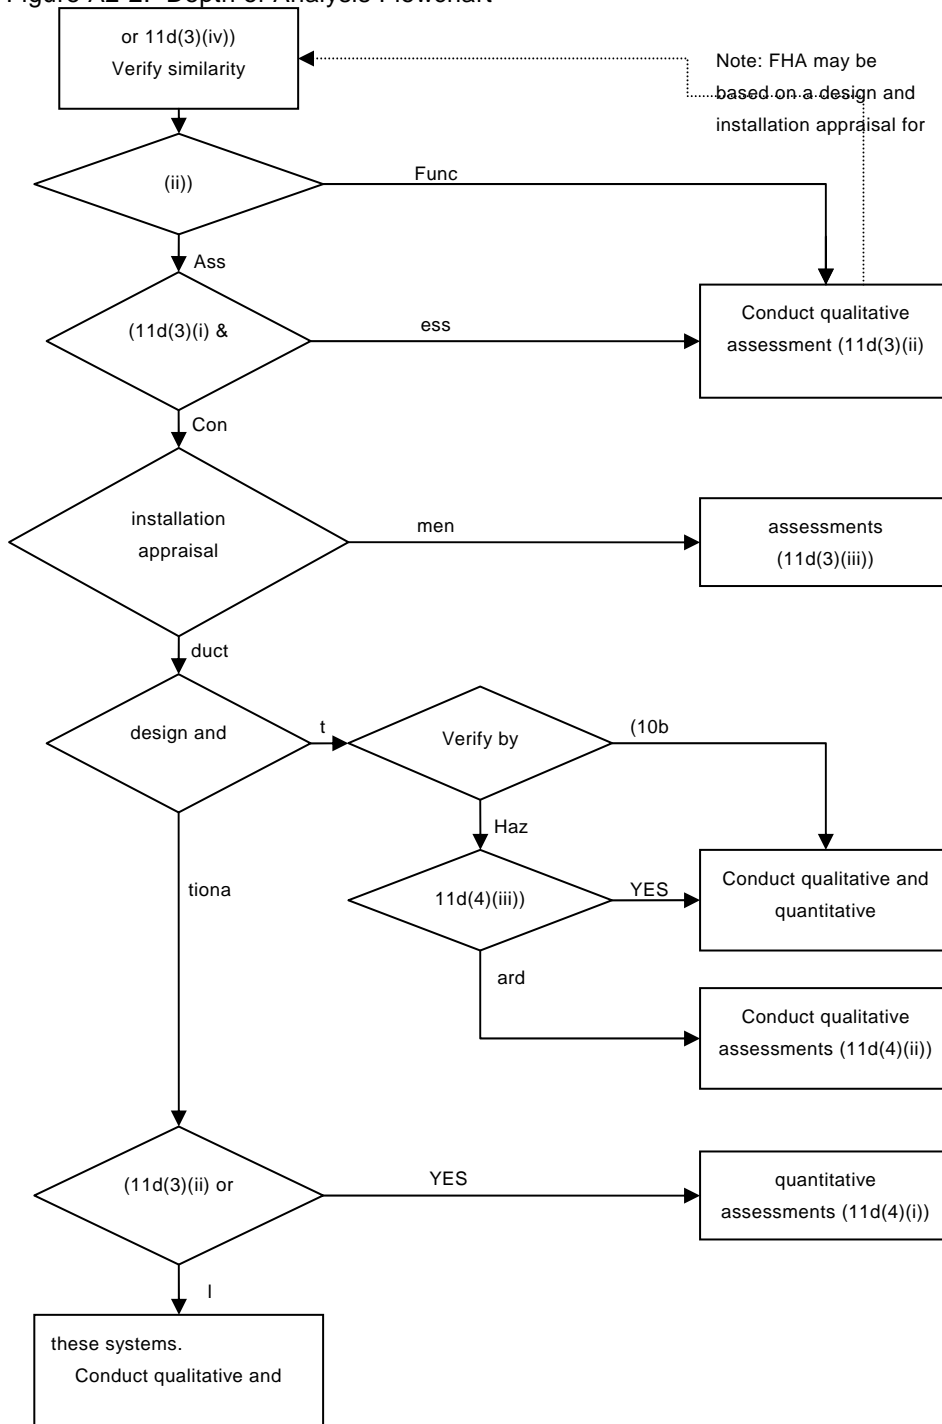 Figure A2-2. Depth of Analysis Flowchart
or 11d(3)(iv))
Verify similarity
Note: FHA may be
based on a design and
installation appraisal for
(ii))
Func
Ass
(11d(3)(i) &
ess
Conduct qualitative
assessment (11d(3)(ii)
Con
installation
appraisal
men
assessments
(11d(3)(iii))
duct
design and
t
Verify by
(10b
Haz
tiona
11d(4)(iii))
YES
Conduct qualitative and
quantitative
ard
Conduct qualitative
assessments (11d(4)(ii))
(11d(3)(ii) or
YES
quantitative
assessments (11d(4)(i))
l
these systems.
Conduct qualitative and